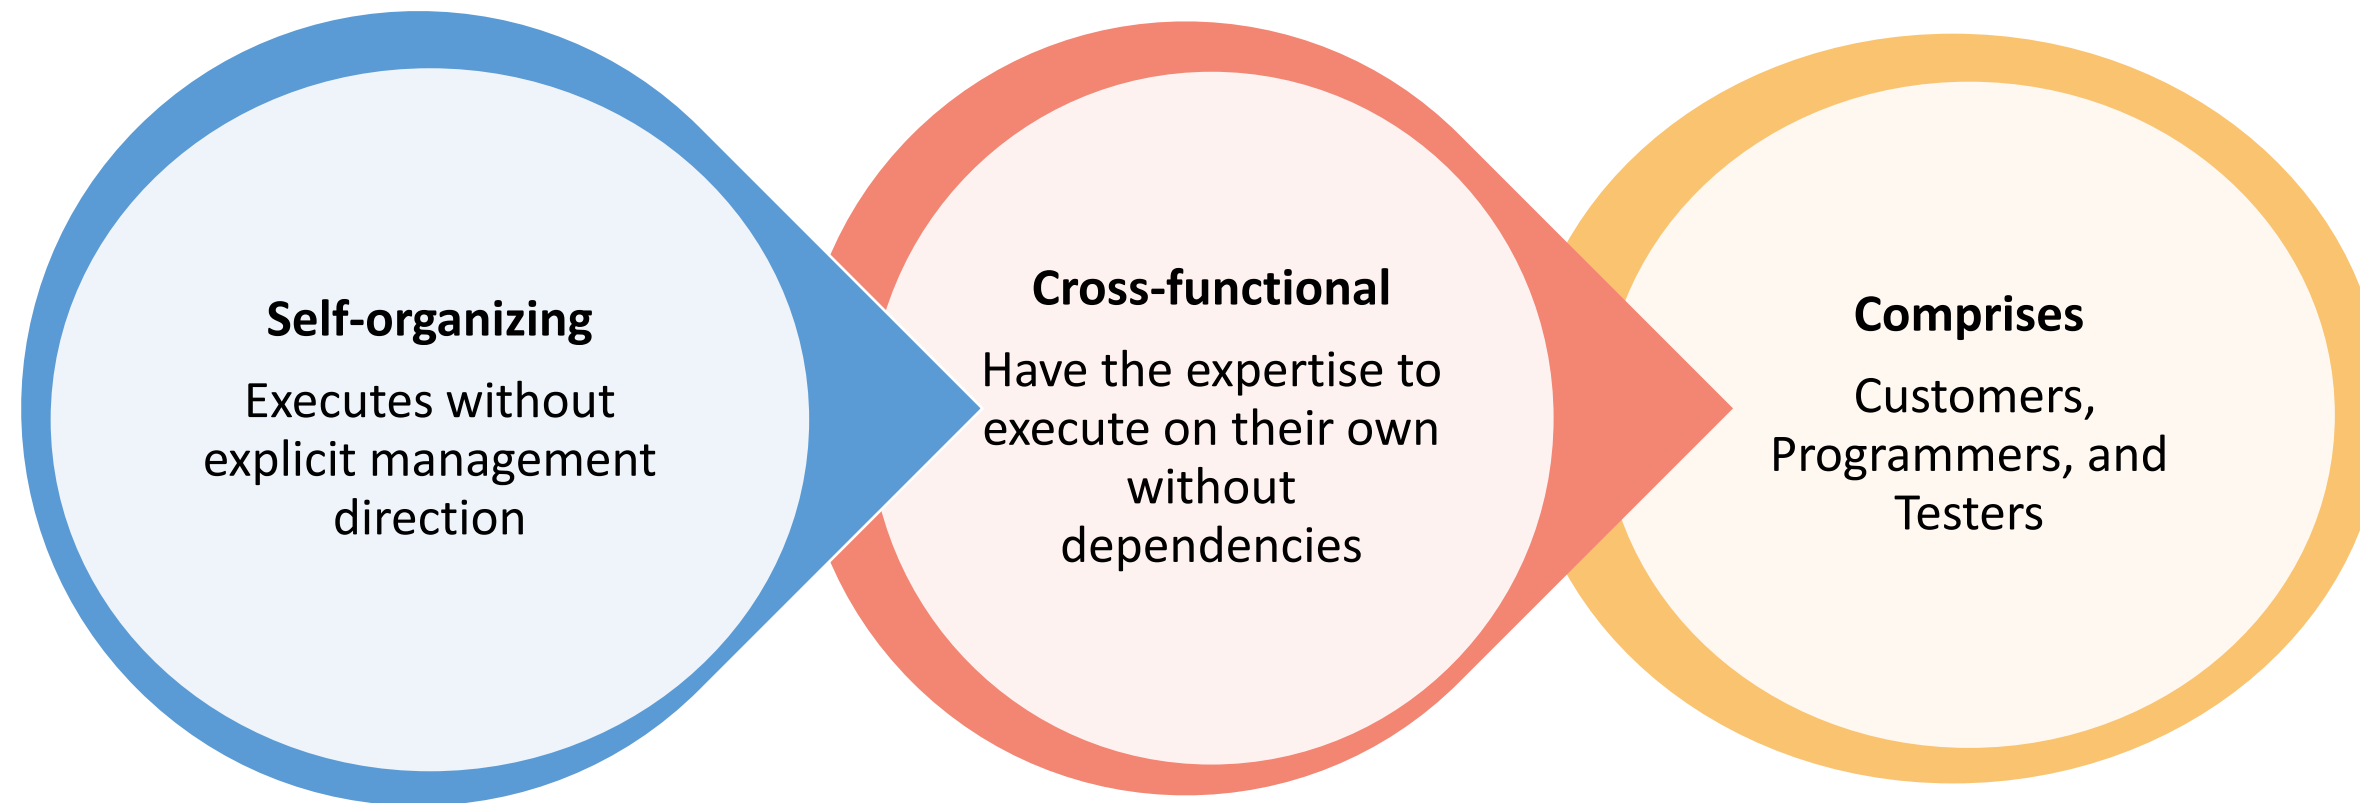 Self-organizing
Executes without
explicit management
direction
Cross-functional
Have the expertise to
execute on their own
without
dependencies
Comprises
Customers,
Programmers, and
Testers